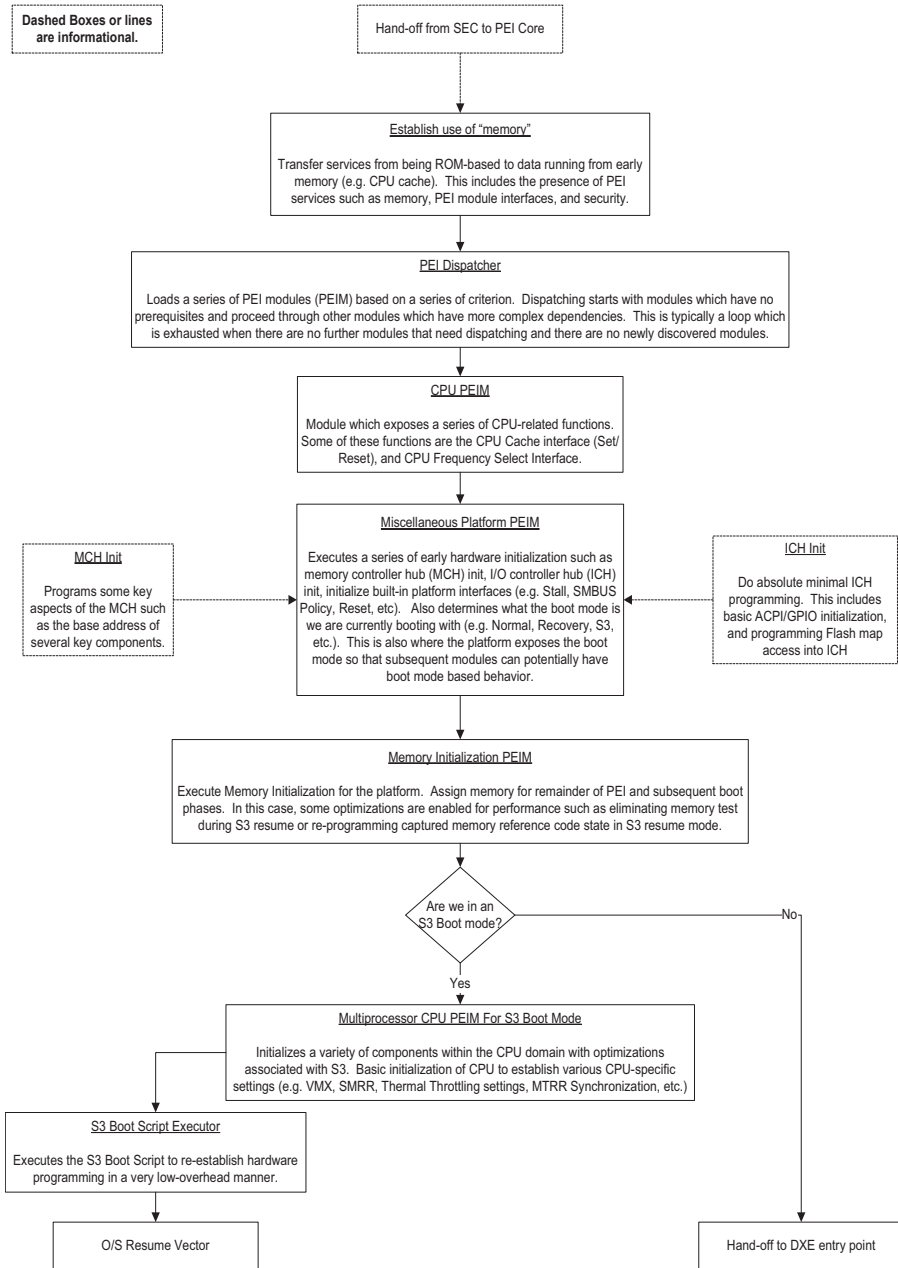 Dashed Boxes or lines
are informational.
Hand-off from SEC to PEI Core
Establish use of “memory”
Transfer services from being ROM-based to data running from early
memory (e.g. CPU cache). This includes the presence of PEI
services such as memory, PEI module interfaces, and security.
PEI Dispatcher
Loads a series of PEI modules (PEIM) based on a series of criterion. Dispatching starts with modules which have no
prerequisites and proceed through other modules which have more complex dependencies. This is typically a loop which
is exhausted when there are no further modules that need dispatching and there are no newly discovered modules.
CPU PEIM
Module which exposes a series of CPU-related functions.
Some of these functions are the CPU Cache interface (Set/
Reset), and CPU Frequency Select Interface.
MCH Init
Programs some key
aspects of the MCH such
as the base address of
several key components.
Miscellaneous Platform PEIM
Executes a series of early hardware initialization such as
memory controller hub (MCH) init, I/O controller hub (ICH)
init, initialize built-in platform interfaces (e.g. Stall, SMBUS
Policy, Reset, etc). Also determines what the boot mode is
we are currently booting with (e.g. Normal, Recovery, S3,
etc.). This is also where the platform exposes the boot
mode so that subsequent modules can potentially have
boot mode based behavior.
ICH Init
Do absolute minimal ICH
programming. This includes
basic ACPI/GPIO initialization,
and programming Flash map
access into ICH
Memory Initialization PEIM
Execute Memory Initialization for the platform. Assign memory for remainder of PEI and subsequent boot
phases. In this case, some optimizations are enabled for performance such as eliminating memory test
during S3 resume or re-programming captured memory reference code state in S3 resume mode.
Are we in an
S3 Boot mode?
No
Yes
Multiprocessor CPU PEIM For S3 Boot Mode
Initializes a variety of components within the CPU domain with optimizations
associated with S3. Basic initialization of CPU to establish various CPU-specific
settings (e.g. VMX, SMRR, Thermal Throttling settings, MTRR Synchronization, etc.)
S3 Boot Script Executor
Executes the S3 Boot Script to re-establish hardware
programming in a very low-overhead manner.
O/S Resume Vector
Hand-off to DXE entry point